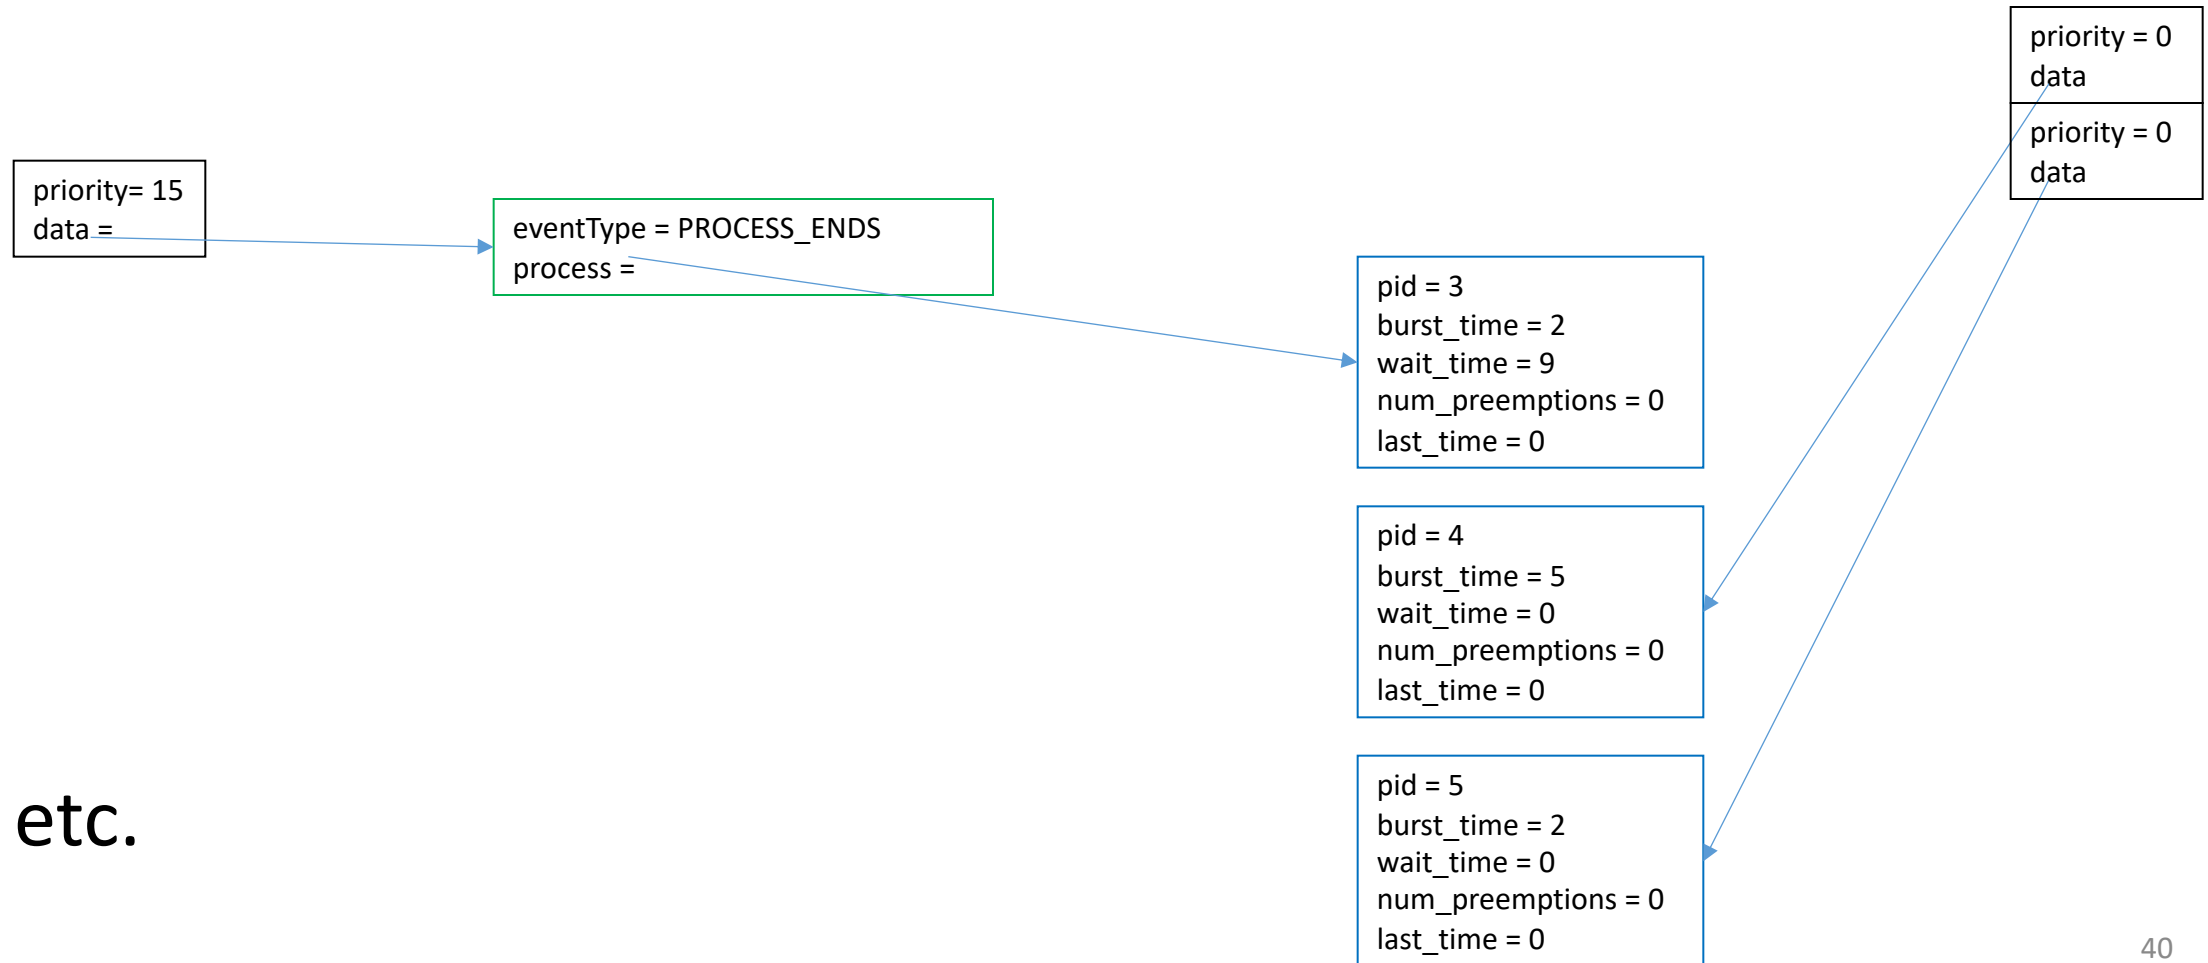 priority = 0
data
priority = 0
data
priority= 15
data =
eventType = PROCESS_ENDS
process =
pid = 3
burst_time = 2
wait_time = 9
num_preemptions = 0
last_time = 0
pid = 4
burst_time = 5
wait_time = 0
num_preemptions = 0
last_time = 0
pid = 5
burst_time = 2
wait_time = 0
num_preemptions = 0
last_time = 0
etc.
40